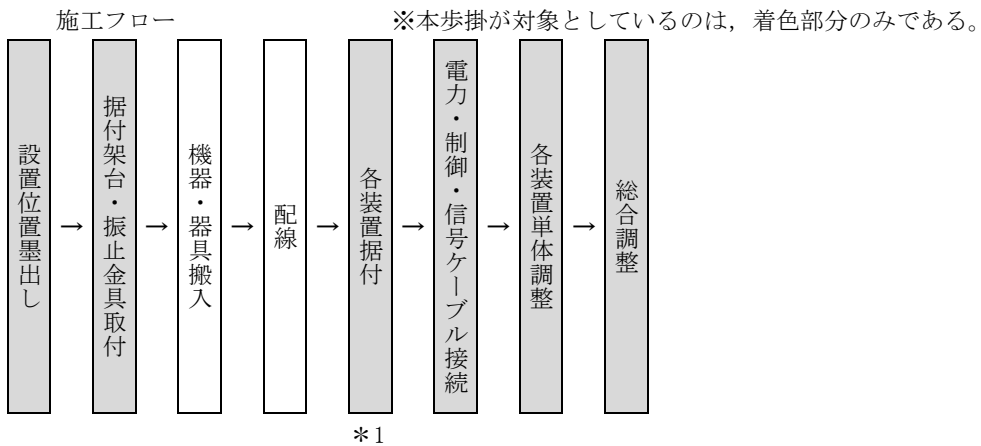 施工フロー
※本歩掛が対象としているのは，着色部分のみである。
設置位置墨出し
→
据付架台・振止金具取付
→
機器・器具搬入
→
配線
→
各装置据付
→
電力・制御・信号ケーブル接続
→
各装置単体調整
→
総合調整
＊1